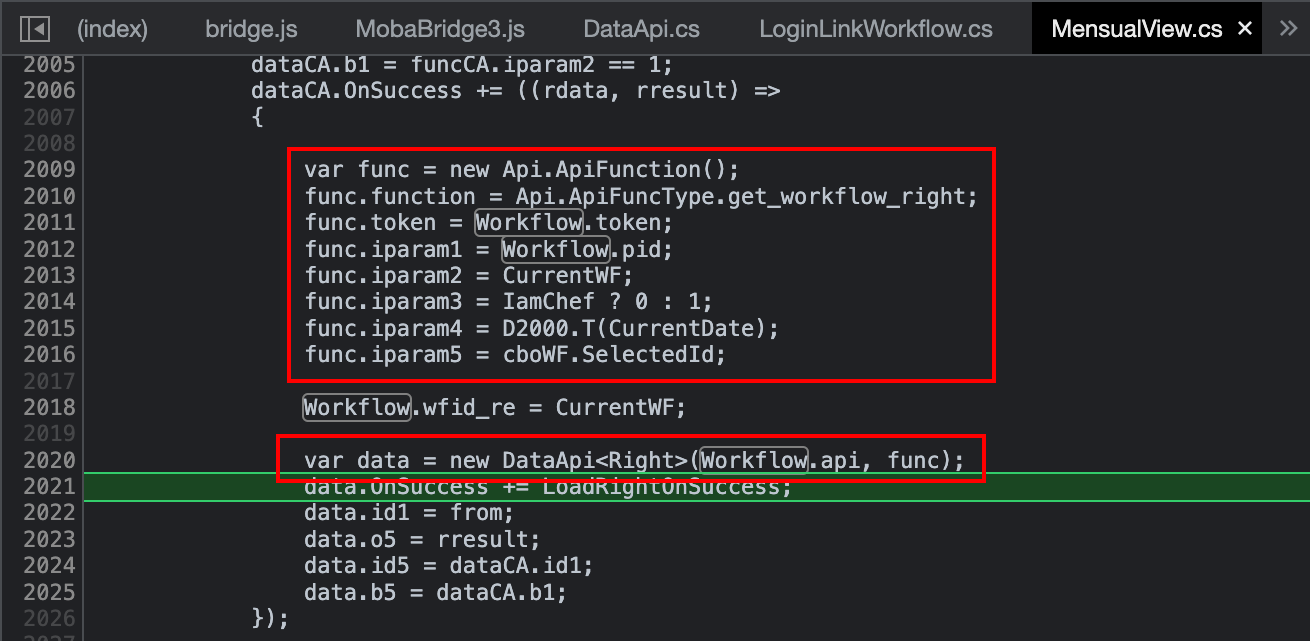 (index) bridge.js MobaBridge3.js DataApi.cs LoginLinkWorkflow.cs MensualView.cs × »
2005 dataCA.b1 = funcCA.iparam2 == 1;
2006 dataCA.OnSuccess += ((rdata, rresult) =>
2007 {
2008
2009 var func = new Api.ApiFunction();
2010 func.function = Api.ApiFuncType.get_workflow_right;
2011 func.token = Workflow.token;
2012 func.iparam1 = Workflow.pid;
2013 func.iparam2 = CurrentWF;
2014 func.iparam3 = IamChef ? 0 : 1;
2015 func.iparam4 = D2000.T(CurrentDate);
2016 func.iparam5 = cboWF.SelectedId;
2017
2018 Workflow.wfid_re = CurrentWF;
2019
2020 var data = new DataApi<Right>(Workflow.api, func);
2021 data.OnSuccess += LoadRightOnSuccess;
2022 data.id1 = from;
2023 data.o5 = rresult;
2024 data.id5 = dataCA.id1;
2025 data.b5 = dataCA.b1;
2026 });
2027